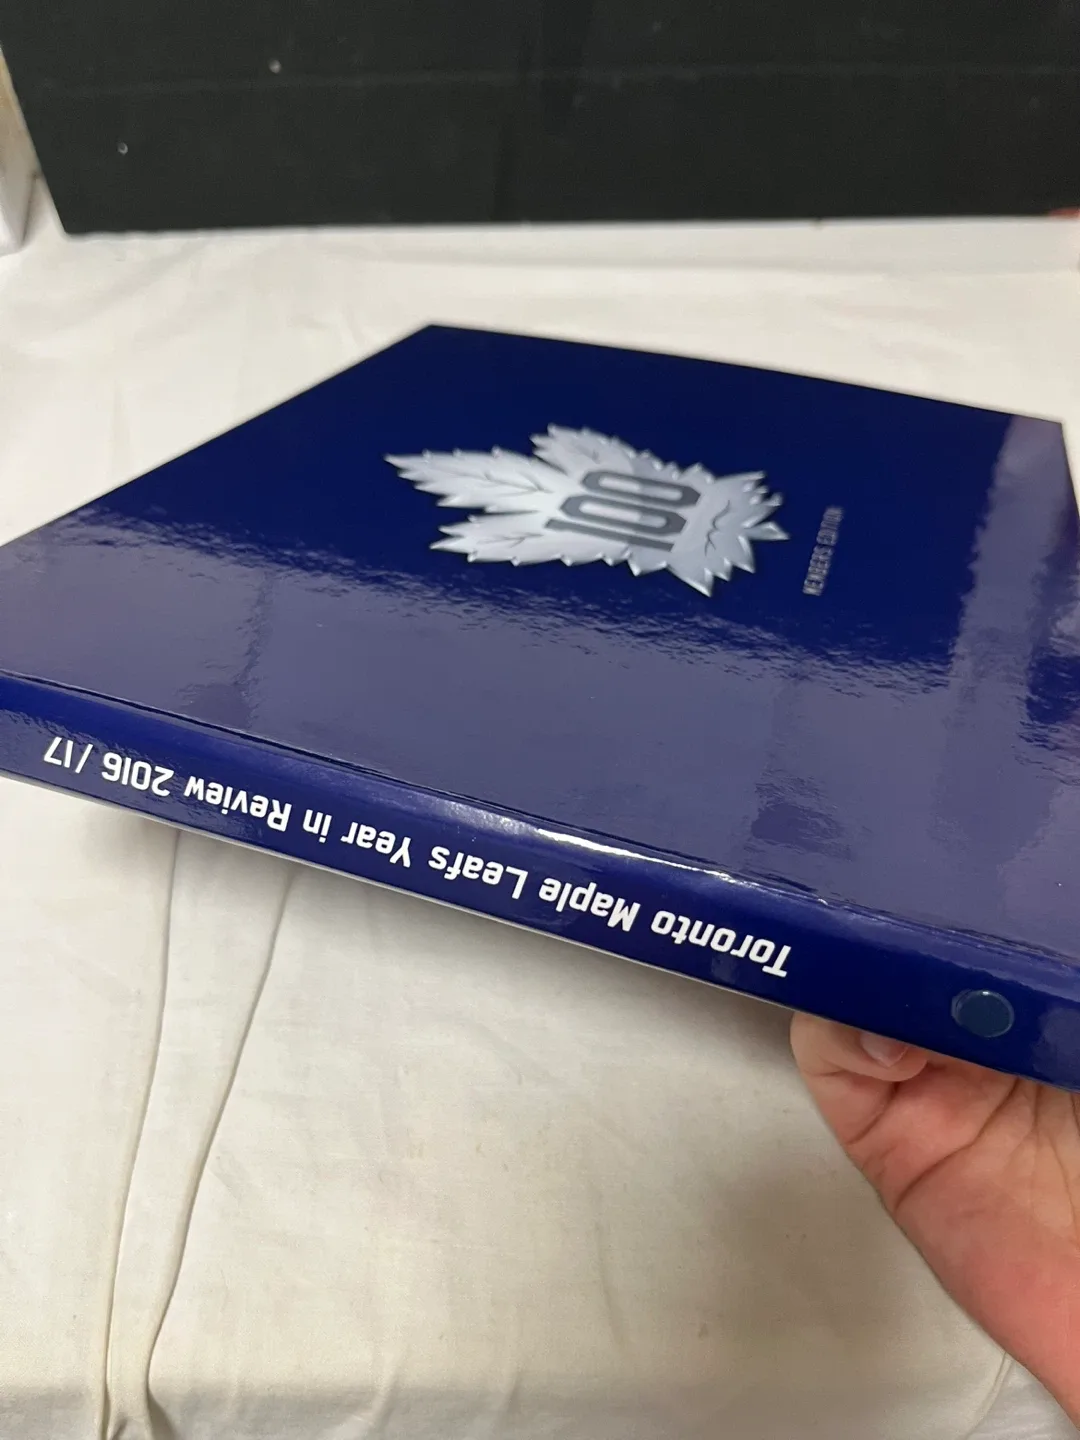 100
MEMBERS EDITION
Toronto Maple Leafs Year in Review 2016 / 17